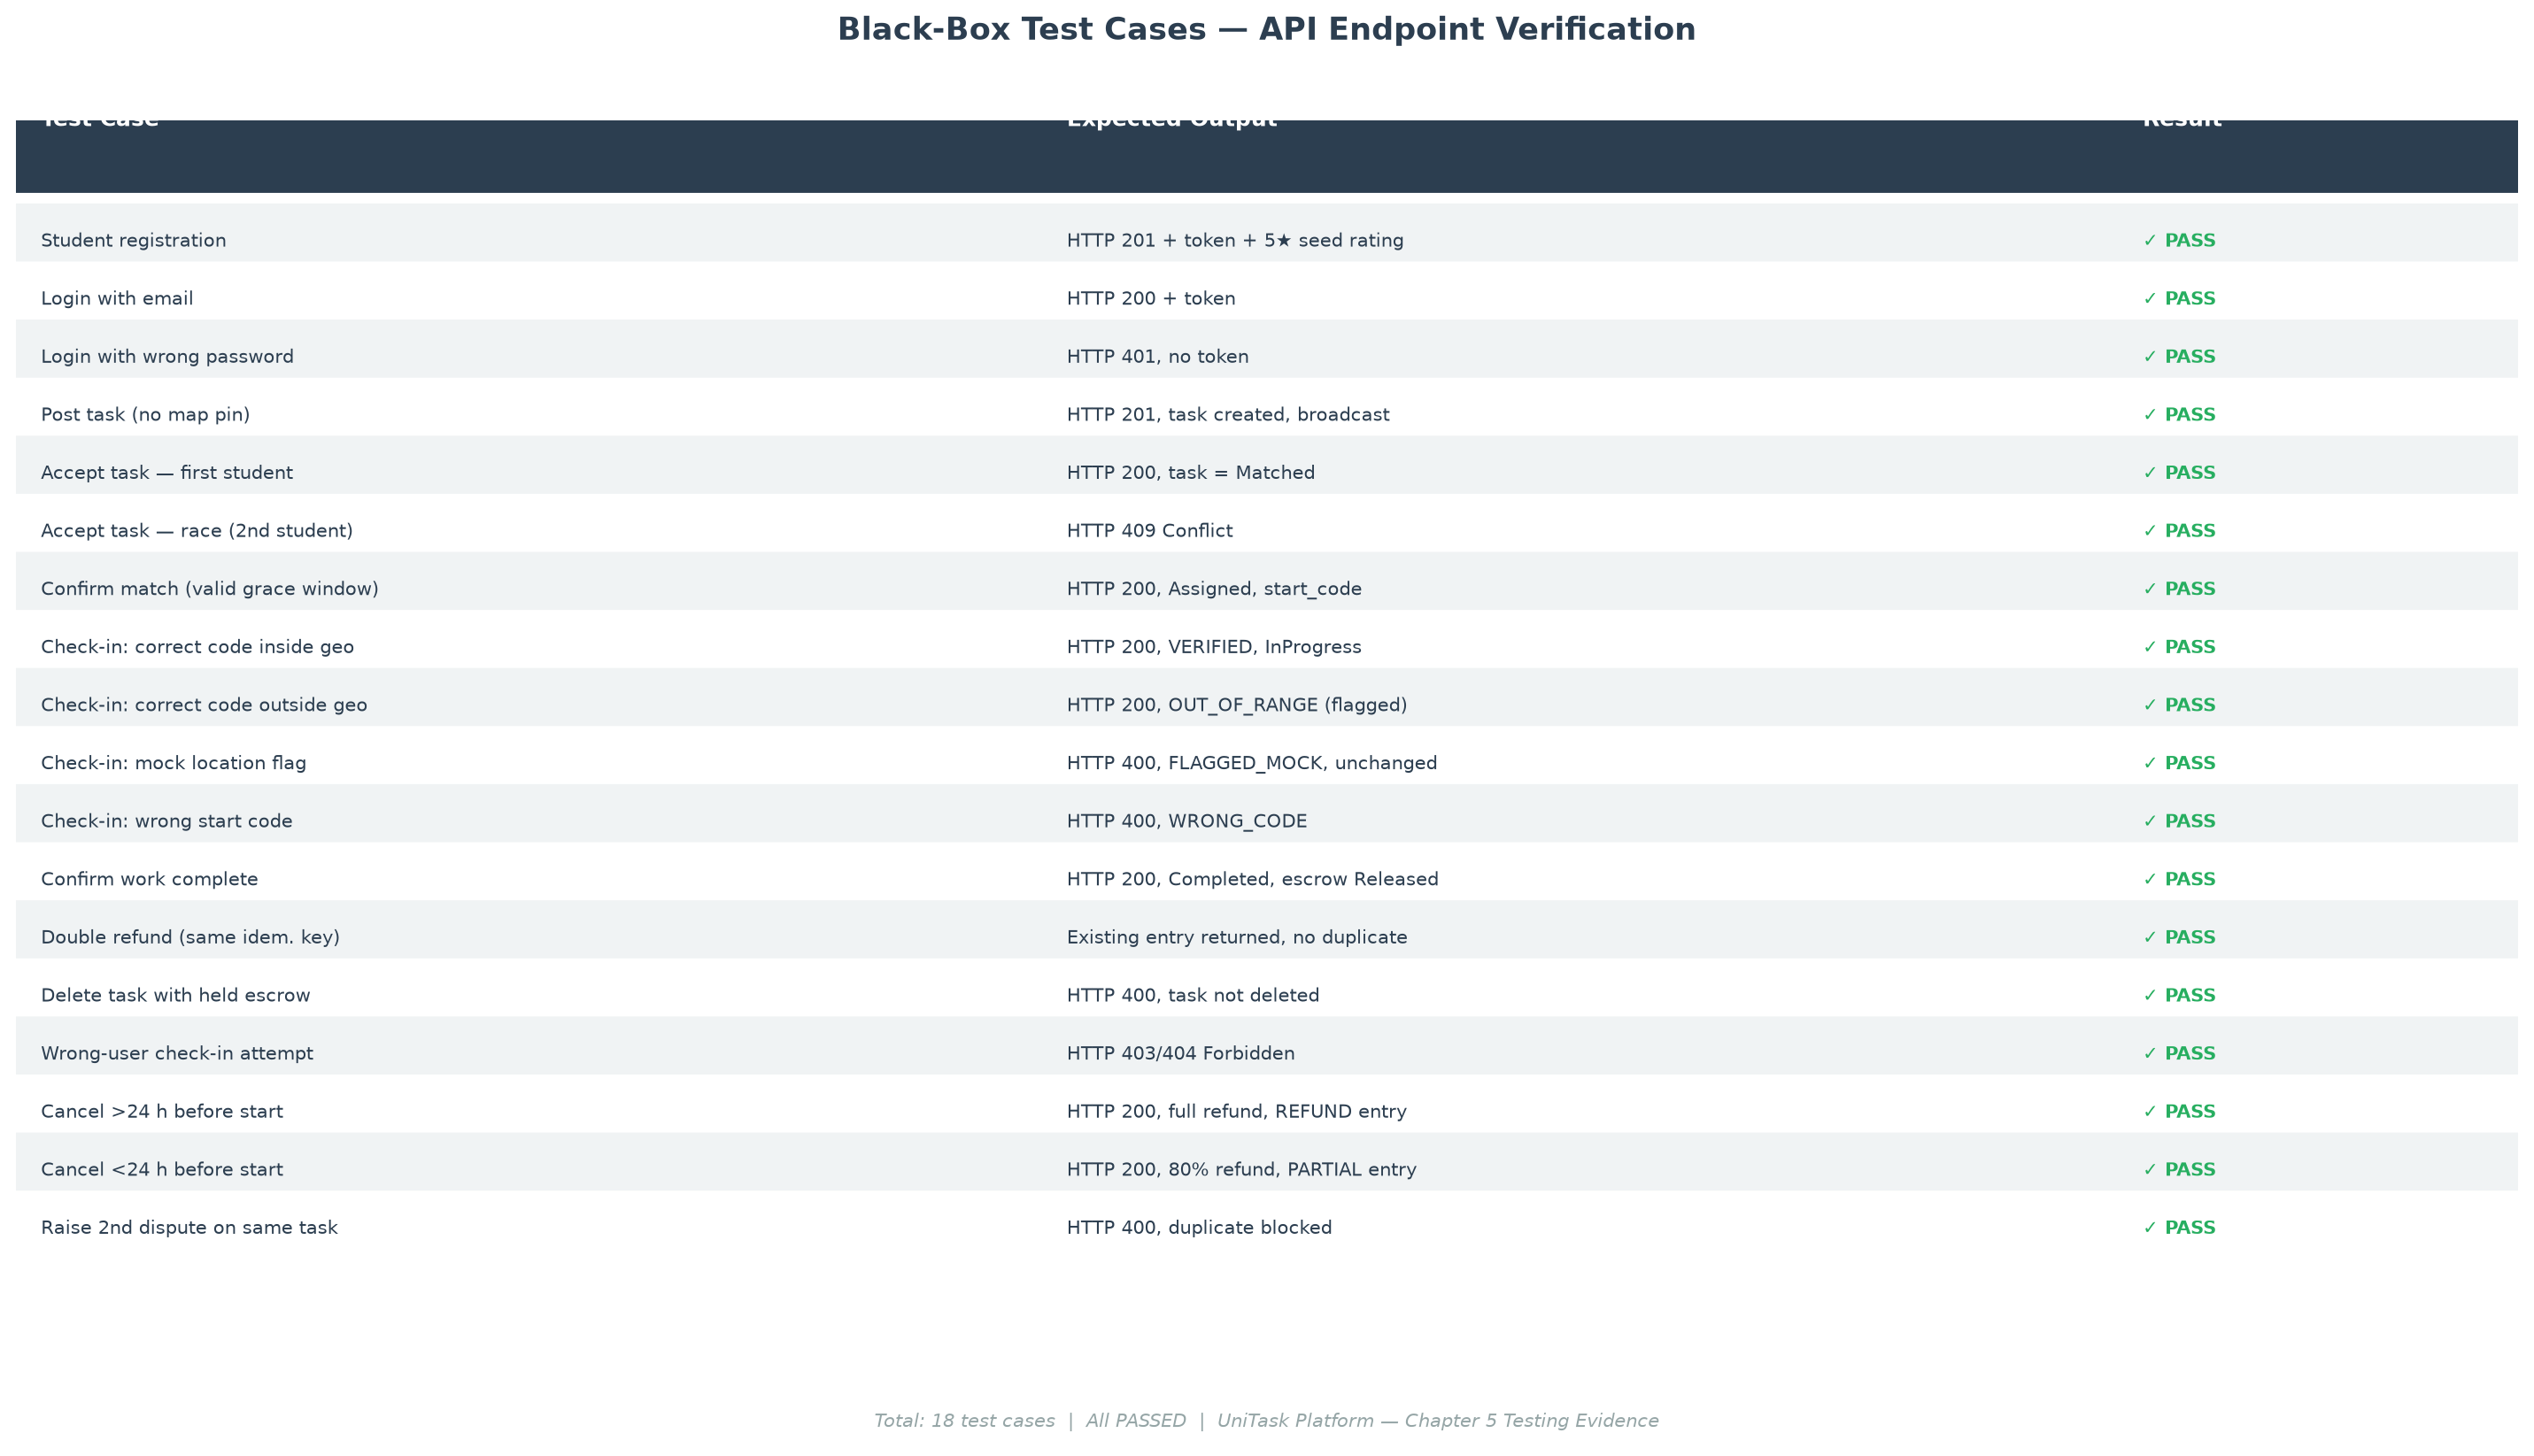 Black-Box Test Cases — API Endpoint Verification
Test Case Expected Output Result
Student registration HTTP 201 + token + 5★ seed rating ✓ PASS
Login with email HTTP 200 + token ✓ PASS
Login with wrong password HTTP 401, no token ✓ PASS
Post task (no map pin) HTTP 201, task created, broadcast ✓ PASS
Accept task — first student HTTP 200, task = Matched ✓ PASS
Accept task — race (2nd student) HTTP 409 Conflict ✓ PASS
Confirm match (valid grace window) HTTP 200, Assigned, start_code ✓ PASS
Check-in: correct code inside geo HTTP 200, VERIFIED, InProgress ✓ PASS
Check-in: correct code outside geo HTTP 200, OUT_OF_RANGE (flagged) ✓ PASS
Check-in: mock location flag HTTP 400, FLAGGED_MOCK, unchanged ✓ PASS
Check-in: wrong start code HTTP 400, WRONG_CODE ✓ PASS
Confirm work complete HTTP 200, Completed, escrow Released ✓ PASS
Double refund (same idem. key) Existing entry returned, no duplicate ✓ PASS
Delete task with held escrow HTTP 400, task not deleted ✓ PASS
Wrong-user check-in attempt HTTP 403/404 Forbidden ✓ PASS
Cancel >24 h before start HTTP 200, full refund, REFUND entry ✓ PASS
Cancel <24 h before start HTTP 200, 80% refund, PARTIAL entry ✓ PASS
Raise 2nd dispute on same task HTTP 400, duplicate blocked ✓ PASS
Total: 18 test cases | All PASSED | UniTask Platform — Chapter 5 Testing Evidence